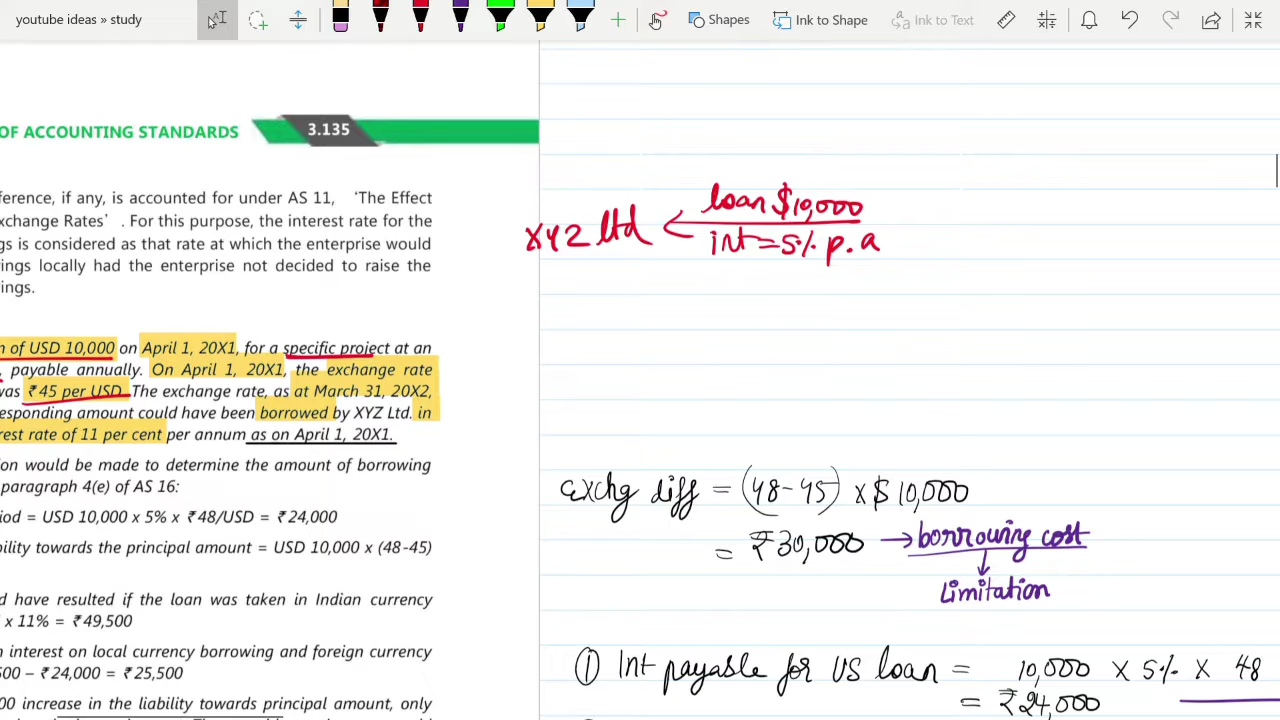 youtube ideas » study
Shapes
Ink to Shape
Ink to Text
OF ACCOUNTING STANDARDS 3.135
ference, if any, is accounted for under AS 11, 'The Effect
xchange Rates'. For this purpose, the interest rate for the
gs is considered as that rate at which the enterprise would
rings locally had the enterprise not decided to raise the
ings.
n of USD 10,000 on April 1, 20X1, for a specific project at an
payable annually. On April 1, 20X1, the exchange rate
was ₹45 per USD. The exchange rate, as at March 31, 20X2,
responding amount could have been borrowed by XYZ Ltd. in
rest rate of 11 per cent per annum as on April 1, 20X1.
ion would be made to determine the amount of borrowing
paragraph 4(e) of AS 16:
iod = USD 10,000 x 5% x ₹48/USD = ₹24,000
bility towards the principal amount = USD 10,000 x (48-45)
d have resulted if the loan was taken in Indian currency
x 11% = ₹49,500
n interest on local currency borrowing and foreign currency
500 – ₹24,000 = ₹25,500
00 increase in the liability towards principal amount, only
XYZ ltd
loan $10,000
int = 5% p.a
exchg diff = (48-45) x $10,000
= ₹30,000 → borrowing cost
Limitation
① Int payable for US loan = 10,000 x 5% x 48
= ₹24,000